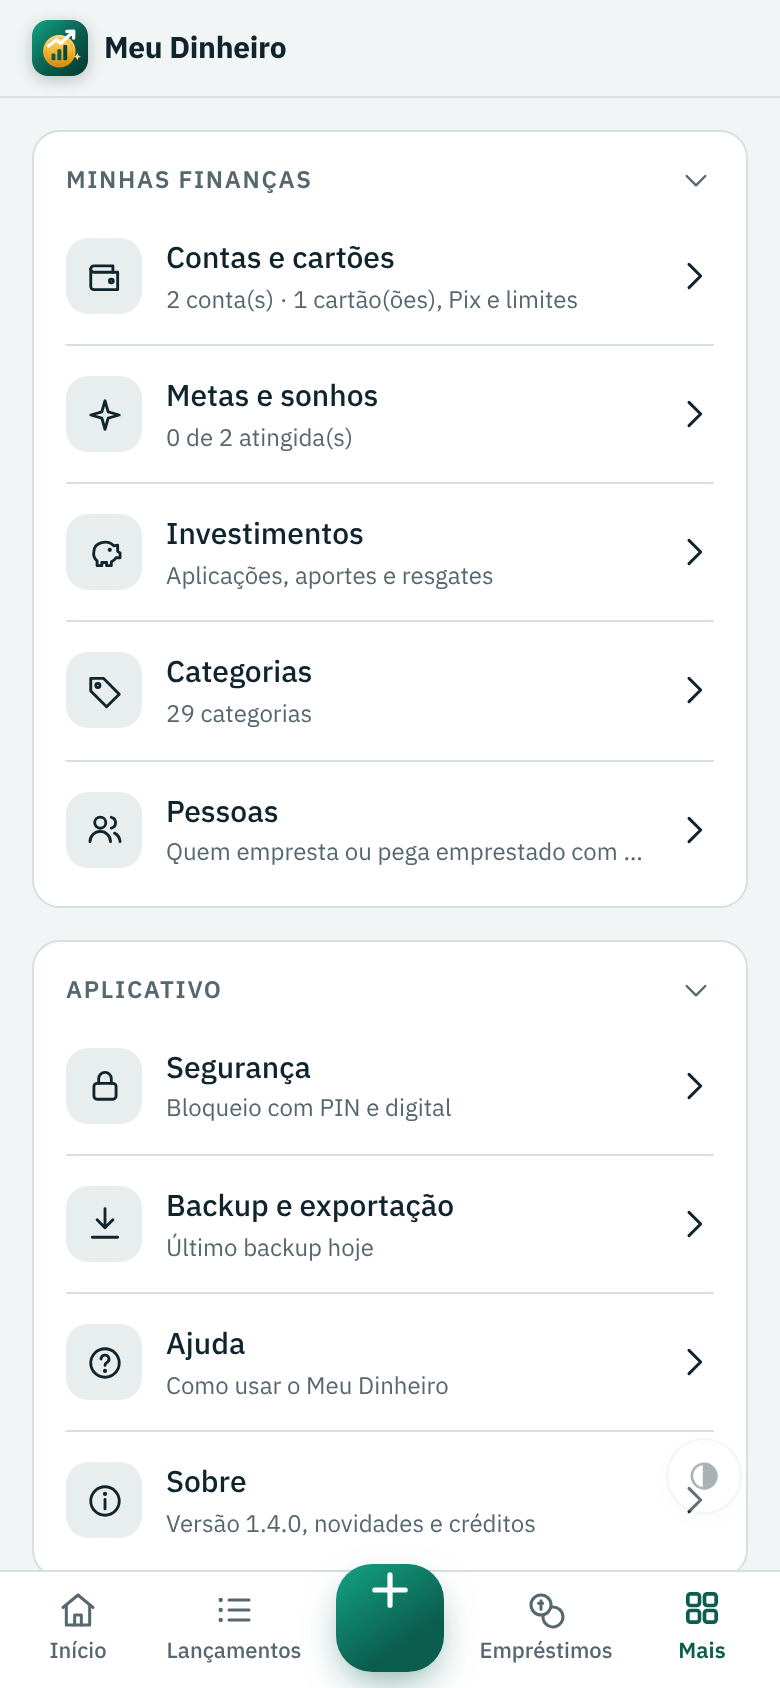 Meu Dinheiro
MINHAS FINANÇAS
Contas e cartões
2 conta(s) · 1 cartão(ões), Pix e limites
Metas e sonhos
0 de 2 atingida(s)
Investimentos
Aplicações, aportes e resgates
Categorias
29 categorias
Pessoas
Quem empresta ou pega emprestado com ...
APLICATIVO
Segurança
Bloqueio com PIN e digital
Backup e exportação
Último backup hoje
Ajuda
Como usar o Meu Dinheiro
Sobre
Versão 1.4.0, novidades e créditos
Início
Lançamentos
Empréstimos
Mais